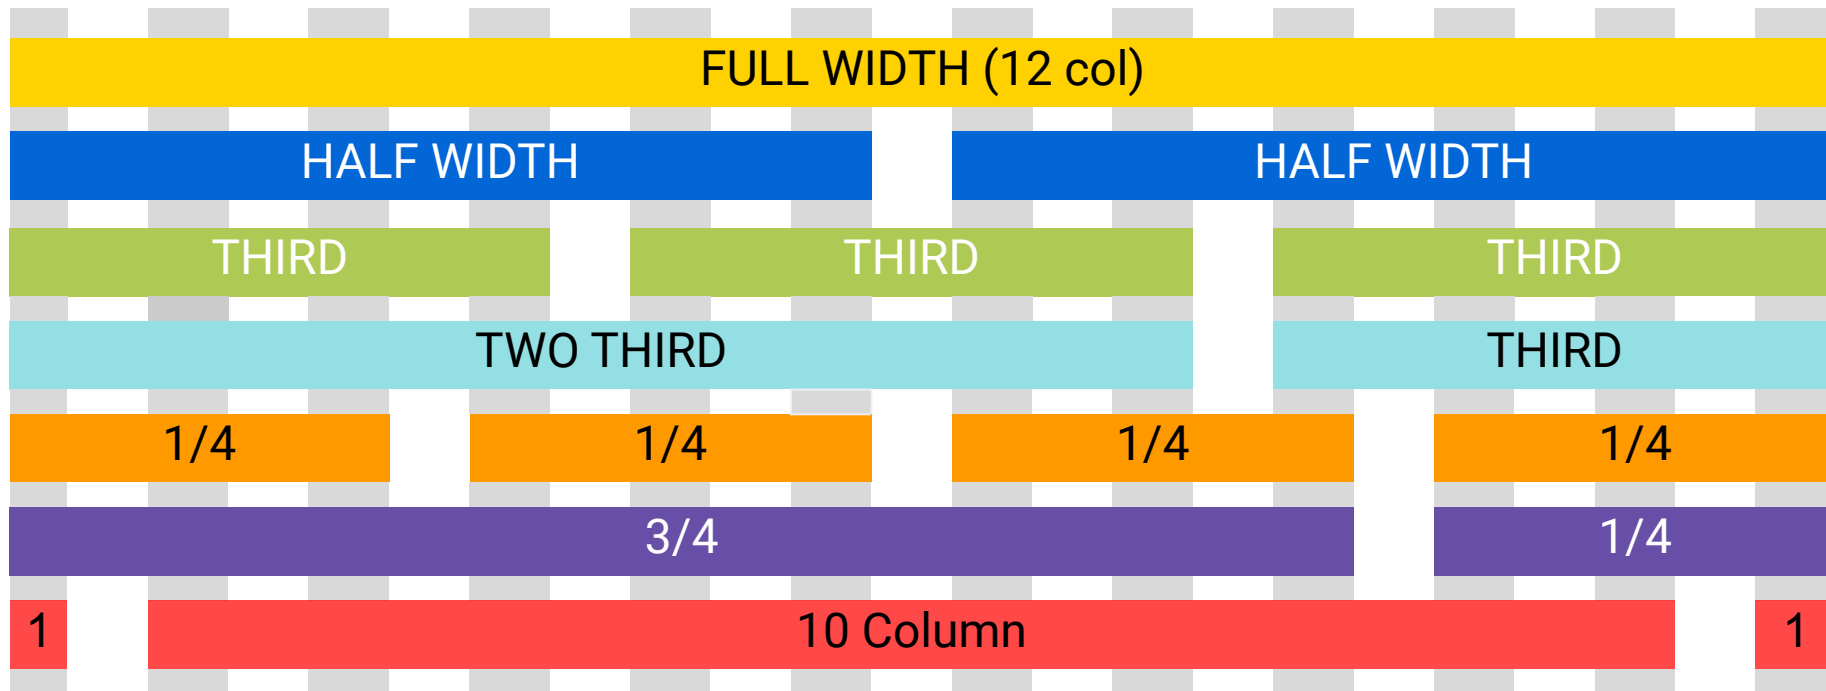 FULL WIDTH (12 col)
HALF WIDTH HALF WIDTH
THIRD THIRD THIRD
TWO THIRD THIRD
1/4 1/4 1/4 1/4
3/4 1/4
1 10 Column 1